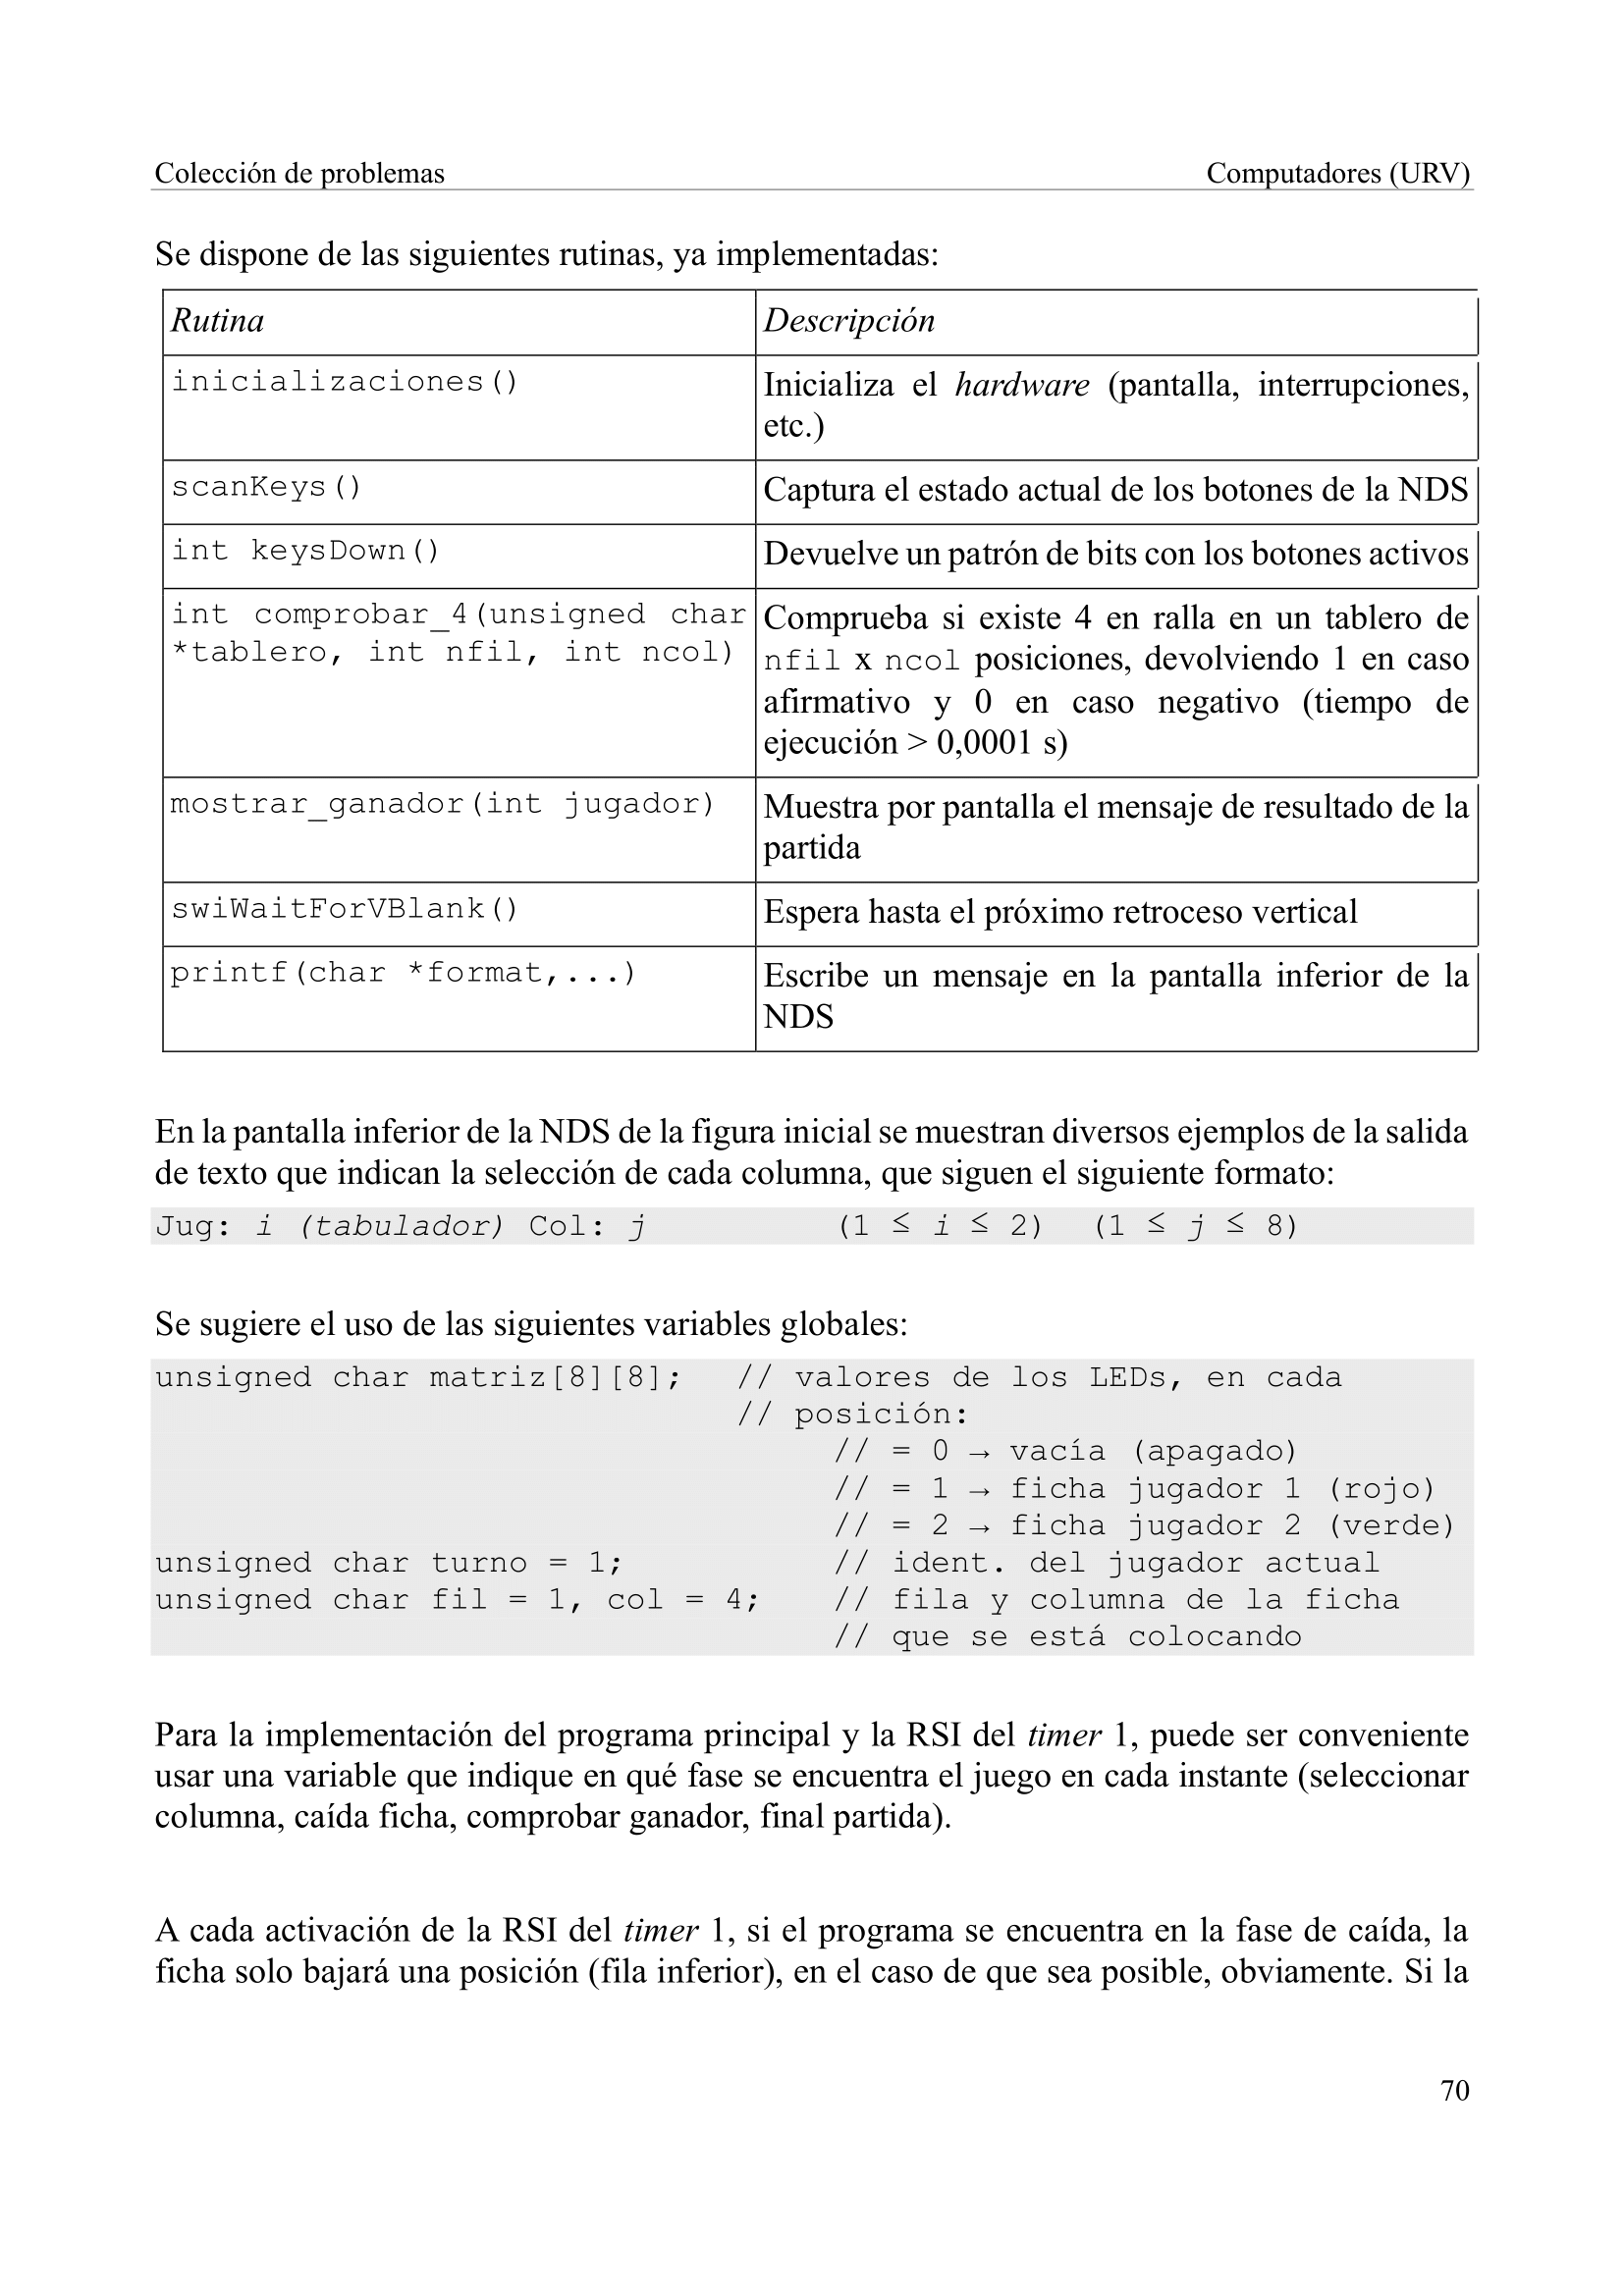 Colección de problemas Computadores (URV)
Se dispone de las siguientes rutinas, ya implementadas:
Rutina Descripción
inicializaciones() Inicializa el hardware (pantalla, interrupciones,
etc.)
scanKeys() Captura el estado actual de los botones de la NDS
int keysDown() Devuelve un patrón de bits con los botones activos
int comprobar_4(unsigned char
*tablero, int nfil, int ncol)
Comprueba si existe 4 en ralla en un tablero de
nfil x ncol posiciones, devolviendo 1 en caso
afirmativo y 0 en caso negativo (tiempo de
ejecución > 0,0001 s)
mostrar_ganador(int jugador) Muestra por pantalla el mensaje de resultado de la
partida
swiWaitForVBlank() Espera hasta el próximo retroceso vertical
printf(char *format,...) Escribe un mensaje en la pantalla inferior de la
NDS
En la pantalla inferior de la NDS de la figura inicial se muestran diversos ejemplos de la salida
de texto que indican la selección de cada columna, que siguen el siguiente formato:
Jug: i (tabulador) Col: j (1 ≤ i ≤ 2) (1 ≤ j ≤ 8)
Se sugiere el uso de las siguientes variables globales:
unsigned char matriz[8][8]; // valores de los LEDs, en cada
// posición:
// = 0 → vacía (apagado)
// = 1 → ficha jugador 1 (rojo)
// = 2 → ficha jugador 2 (verde)
unsigned char turno = 1; // ident. del jugador actual
unsigned char fil = 1, col = 4; // fila y columna de la ficha
// que se está colocando
Para la implementación del programa principal y la RSI del timer 1, puede ser conveniente
usar una variable que indique en qué fase se encuentra el juego en cada instante (seleccionar
columna, caída ficha, comprobar ganador, final partida).
A cada activación de la RSI del timer 1, si el programa se encuentra en la fase de caída, la
ficha solo bajará una posición (fila inferior), en el caso de que sea posible, obviamente. Si la
70